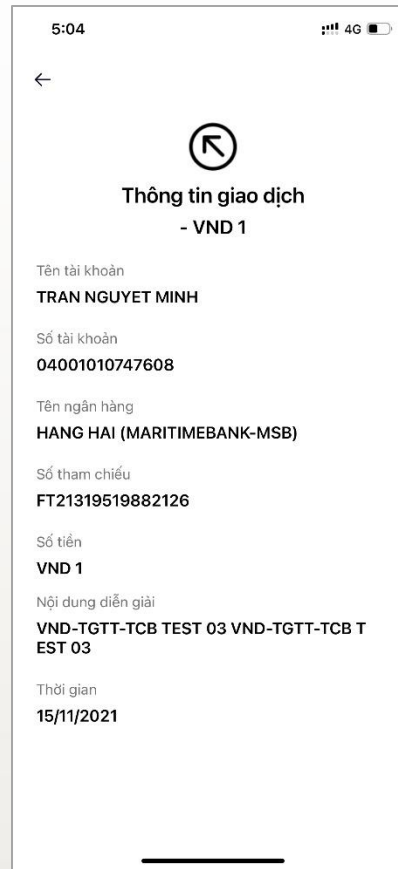 5:04
4G
Thông tin giao dịch
- VND 1
Tên tài khoản
TRAN NGUYET MINH
Số tài khoản
04001010747608
Tên ngân hàng
HANG HAI (MARITIMEBANK-MSB)
Số tham chiếu
FT21319519882126
Số tiền
VND 1
Nội dung diễn giải
VND-TGTT-TCB TEST 03 VND-TGTT-TCB T
EST 03
Thời gian
15/11/2021